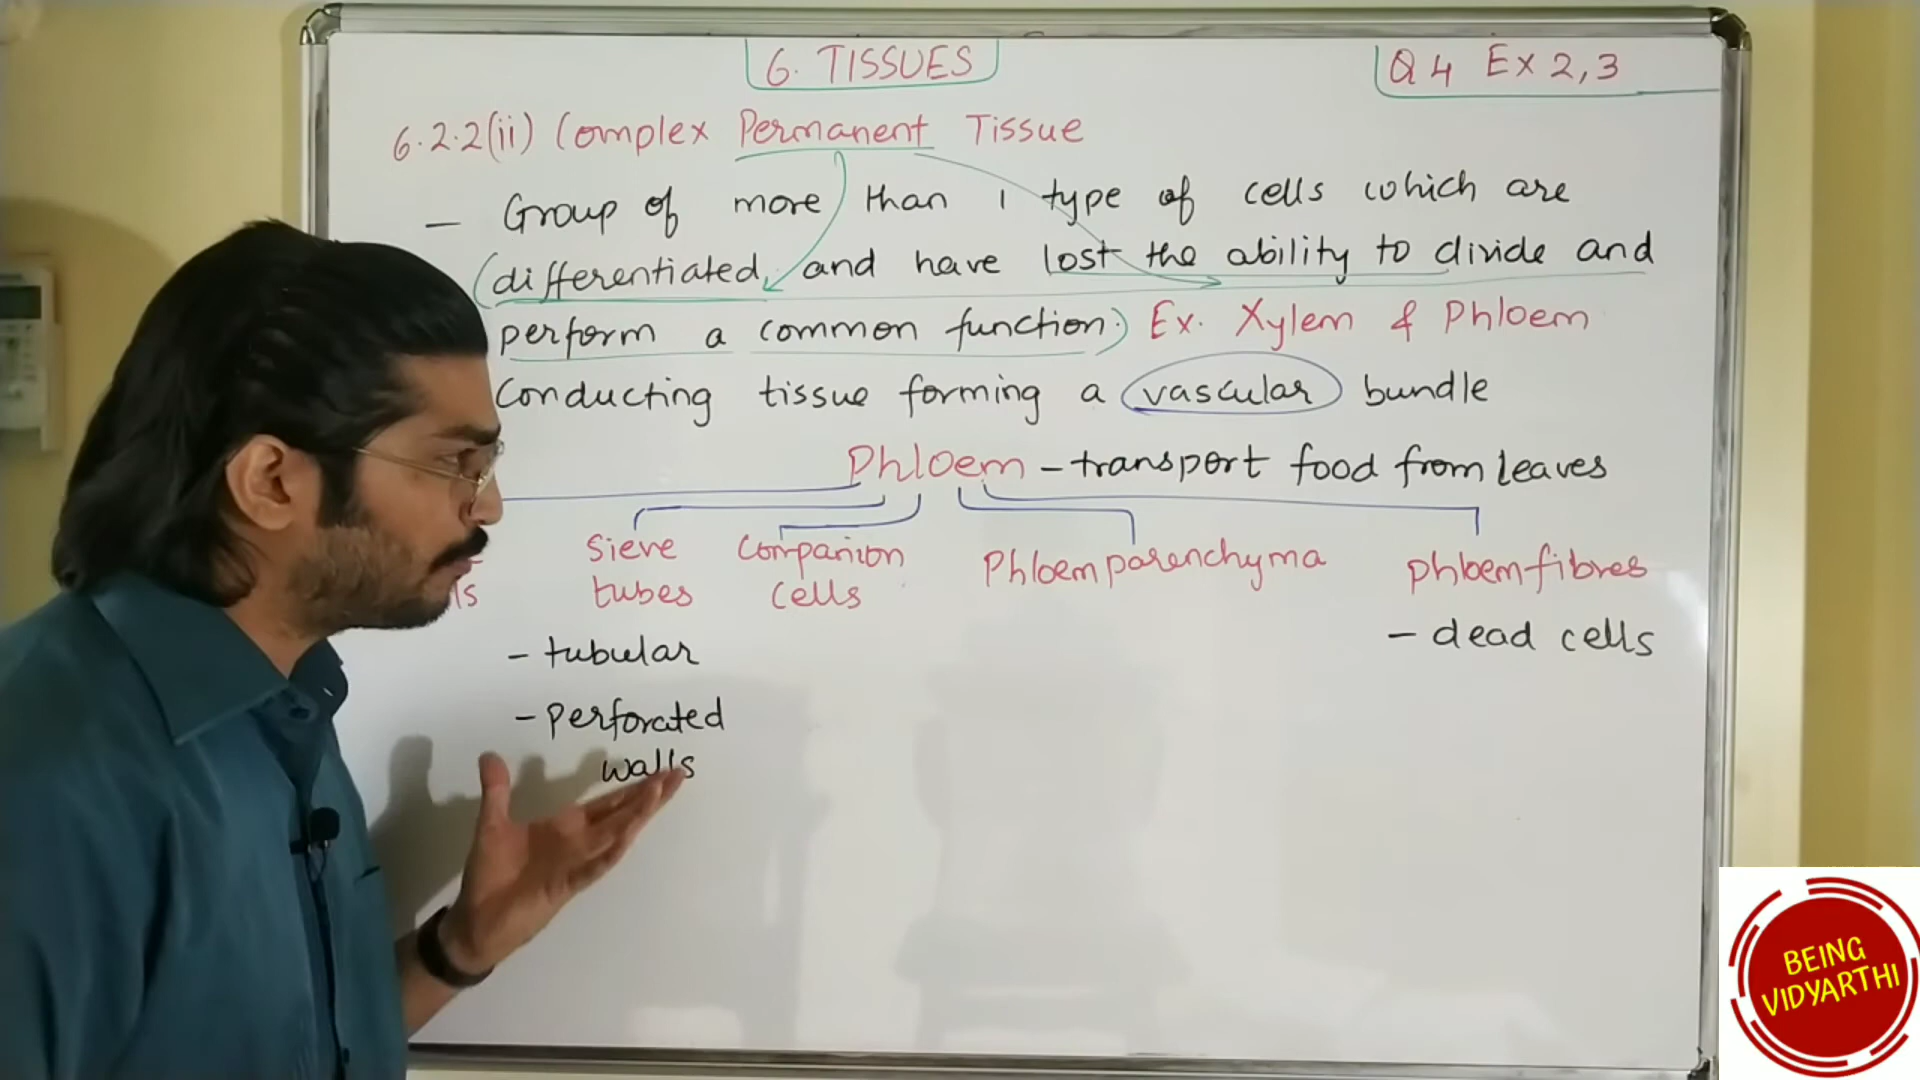 6. TISSUES
Q 4 Ex 2,3
6.2.2(ii) Complex Permanent Tissue
— Group of more than 1 type of cells which are
(differentiated, and have lost the ability to divide and
perform a common function.) Ex. Xylem & Phloem
Conducting tissue forming a vascular bundle
Phloem – transport food from leaves
Sieve
tubes
Companion
cells
Phloem parenchyma
phloem fibres
ls
- tubular
- perforated
walls
- dead cells
BEING
VIDYARTHI